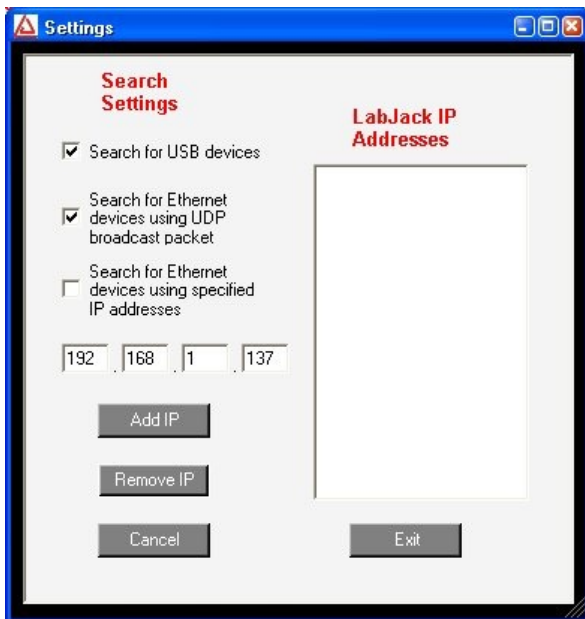 Settings
Search
Settings
Search for USB devices
Search for Ethernet
devices using UDP
broadcast packet
Search for Ethernet
devices using specified
IP addresses
192 . 168 . 1 . 137
Add IP
Remove IP
Cancel
LabJack IP
Addresses
Exit